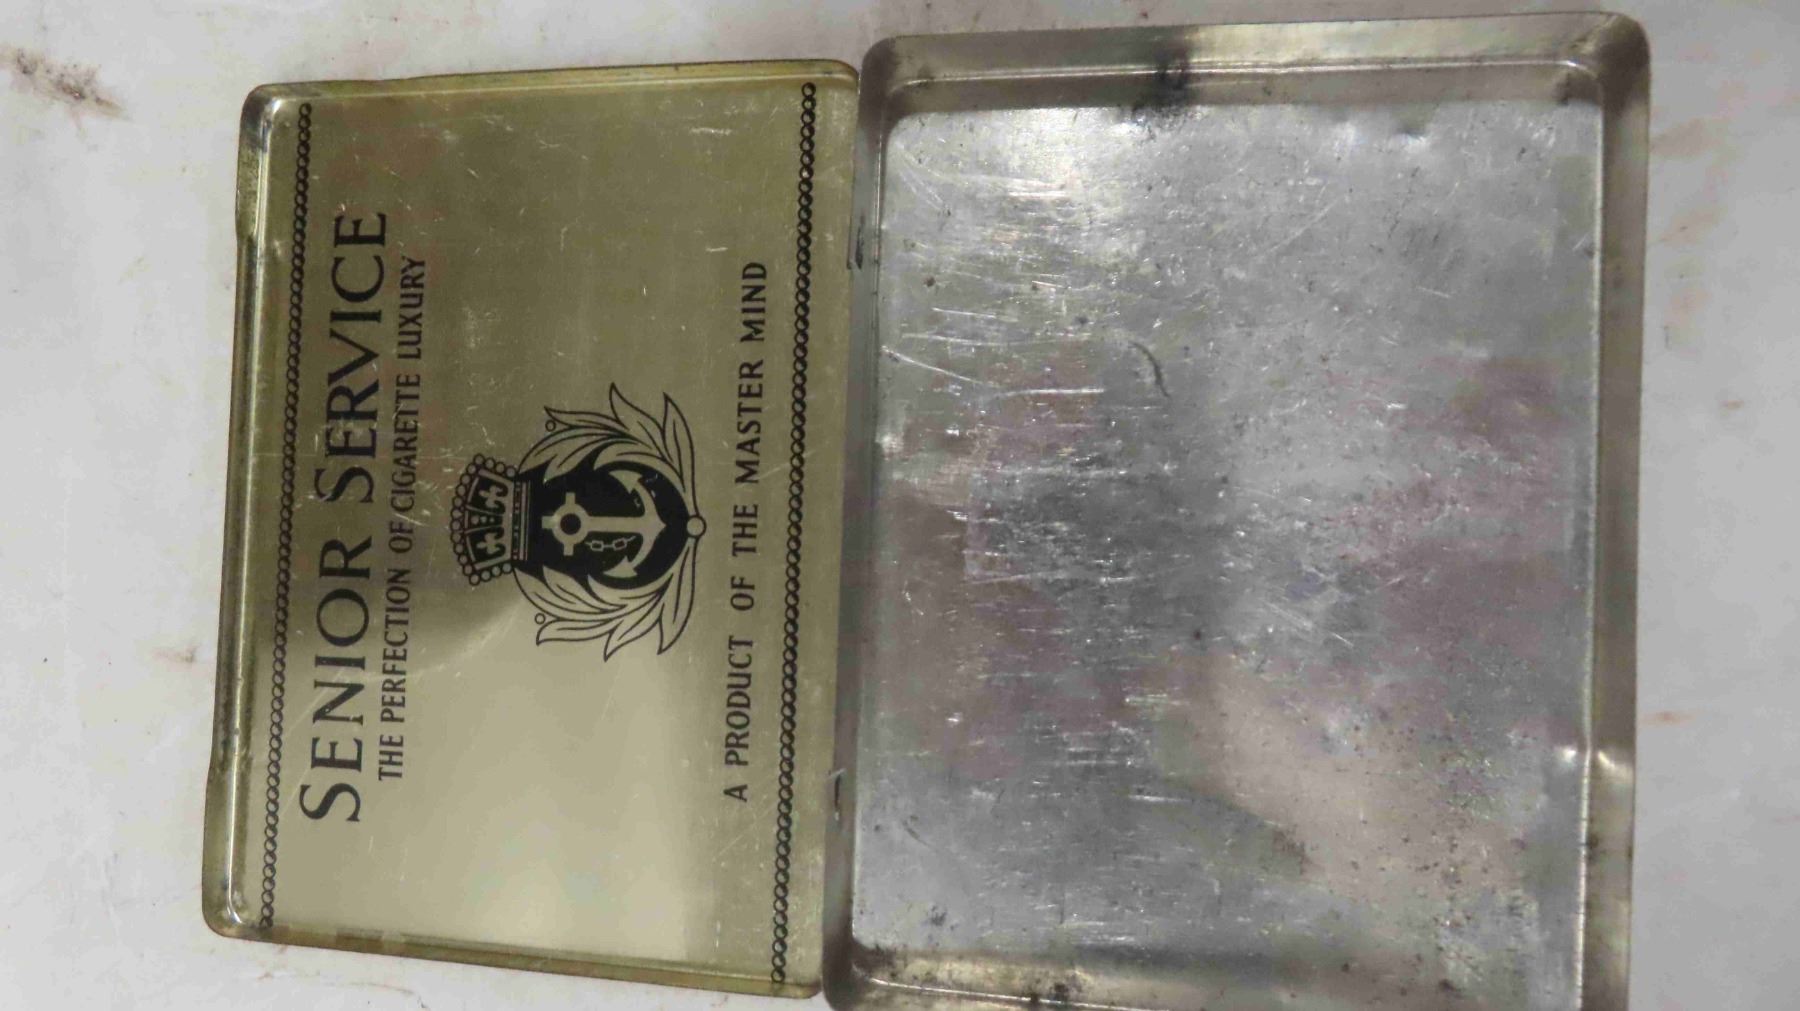 SENIOR SERVICE
THE PERFECTION OF CIGARETTE LUXURY
A PRODUCT OF THE MASTER MIND